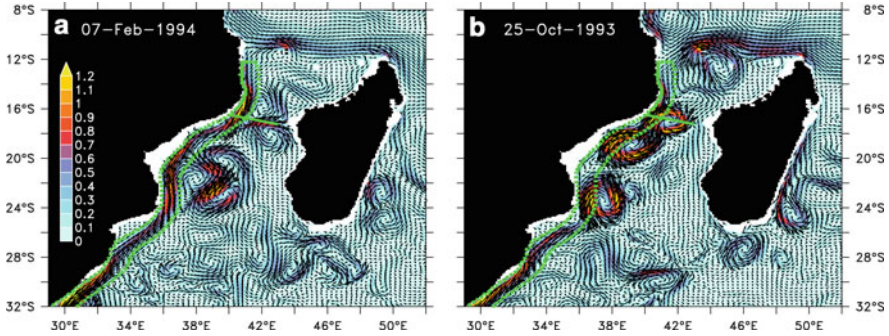 a 07-Feb-1994
1.2
1.1
1
0.9
0.8
0.7
0.6
0.5
0.4
0.3
0.2
0.1
0
8°S
12°S
16°S
20°S
24°S
28°S
32°S
30°E 34°E 38°E 42°E 46°E 50°E
b 25-Oct-1993
30°E 34°E 38°E 42°E 46°E 50°E
8°S
12°S
16°S
20°S
24°S
28°S
32°S